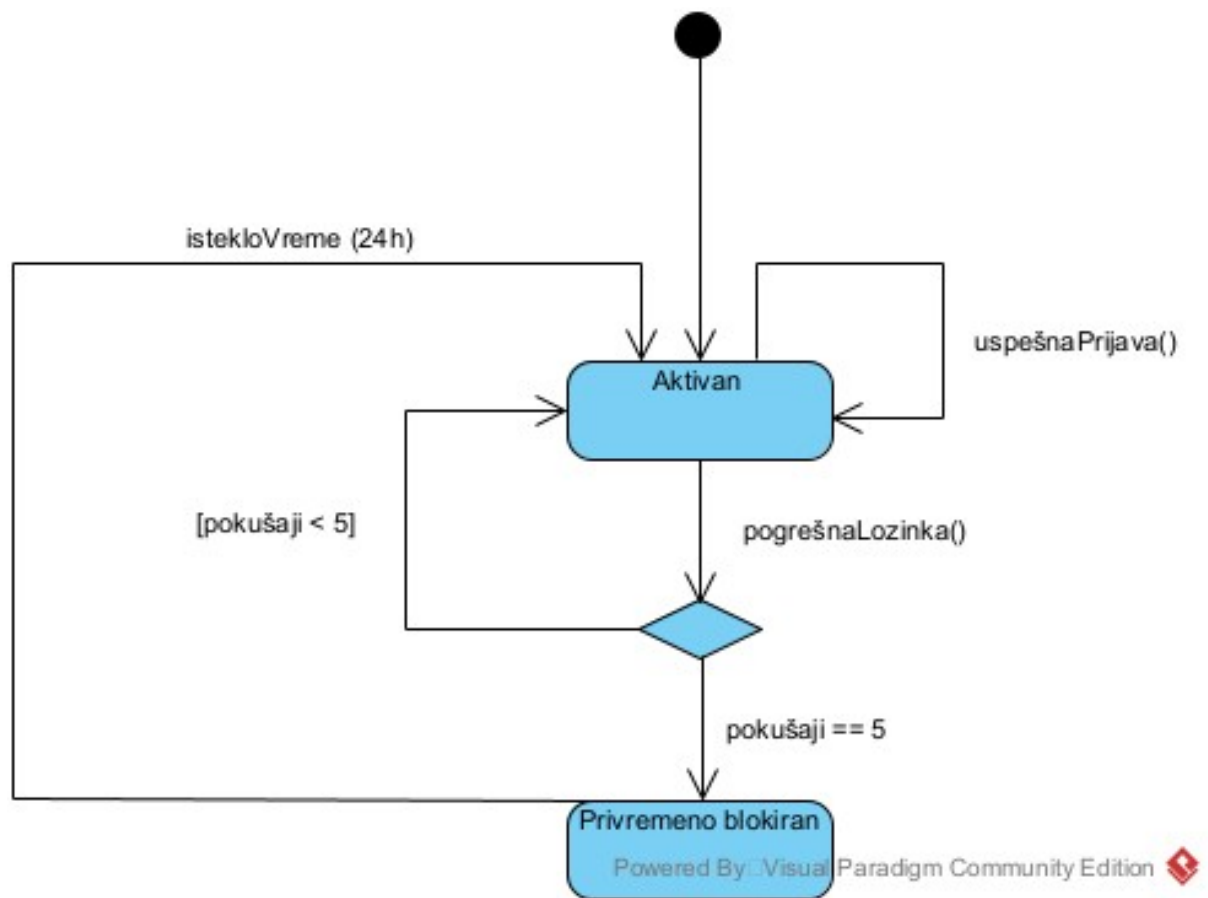 istekloVreme (24h)
uspešnaPrijava()
Aktivan
[pokušaji < 5]
pogrešnaLozinka()
pokušaji == 5
Privremeno blokiran
Powered By Visual Paradigm Community Edition